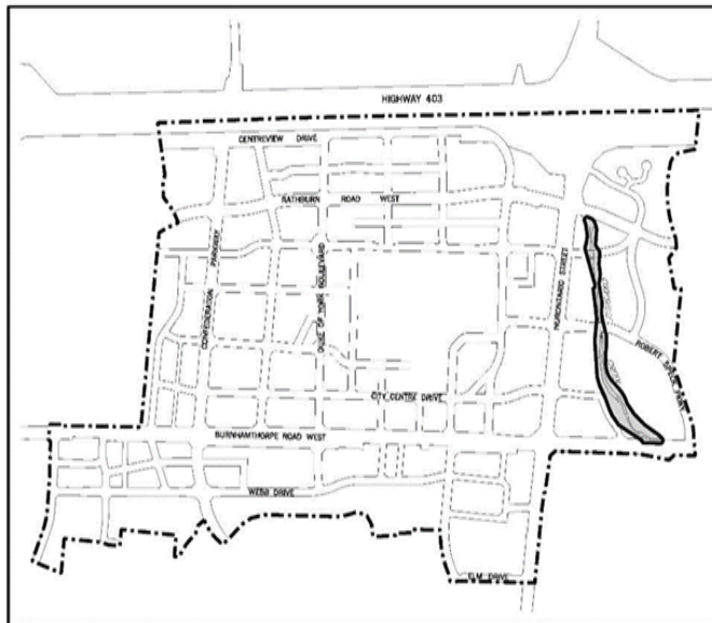 HIGHWAY 403
CENTREVIEW DRIVE
RATHBURN ROAD WEST
CONFEDERATION PARKWAY
DUKE OF YORK BOULEVARD
HURONTARIO STREET
ROBERT SPECK PKWY
CITY CENTRE DRIVE
BURNHAMTHORPE ROAD WEST
WEBB DRIVE
ELM DRIVE